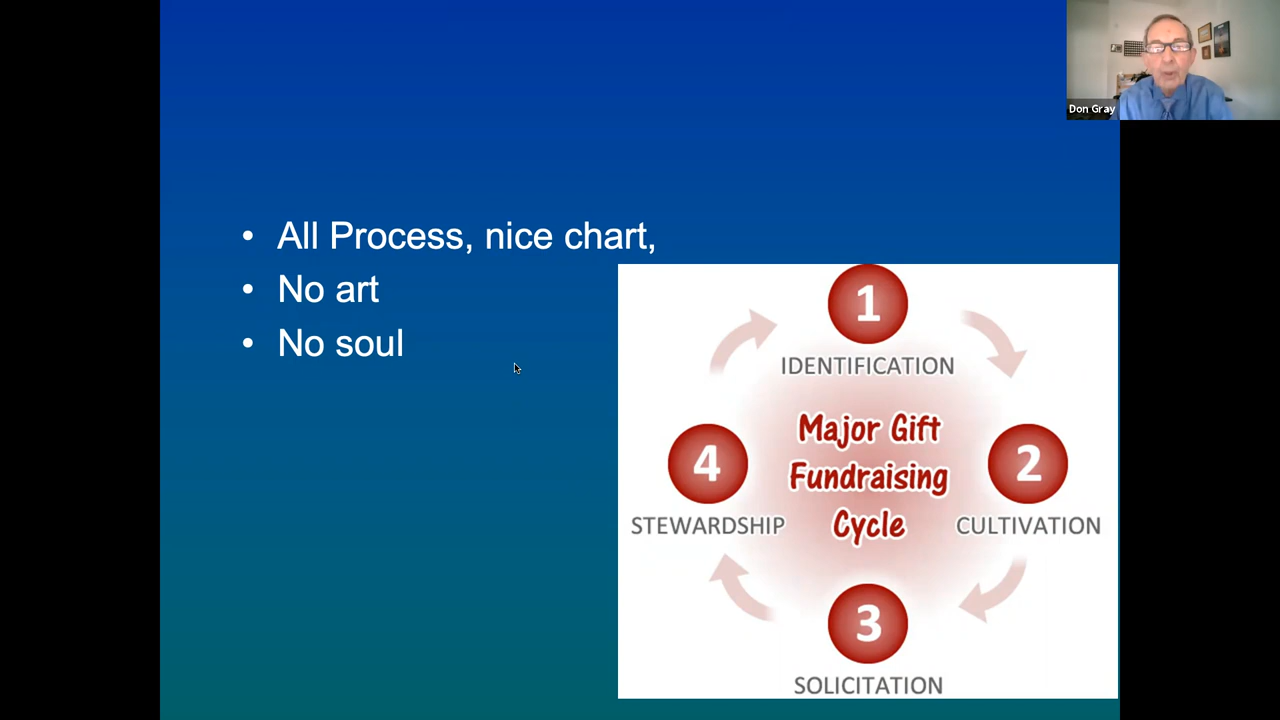 Don Gray
• All Process, nice chart,
• No art
• No soul
1
IDENTIFICATION
Major Gift
Fundraising
Cycle
2
CULTIVATION
3
SOLICITATION
4
STEWARDSHIP